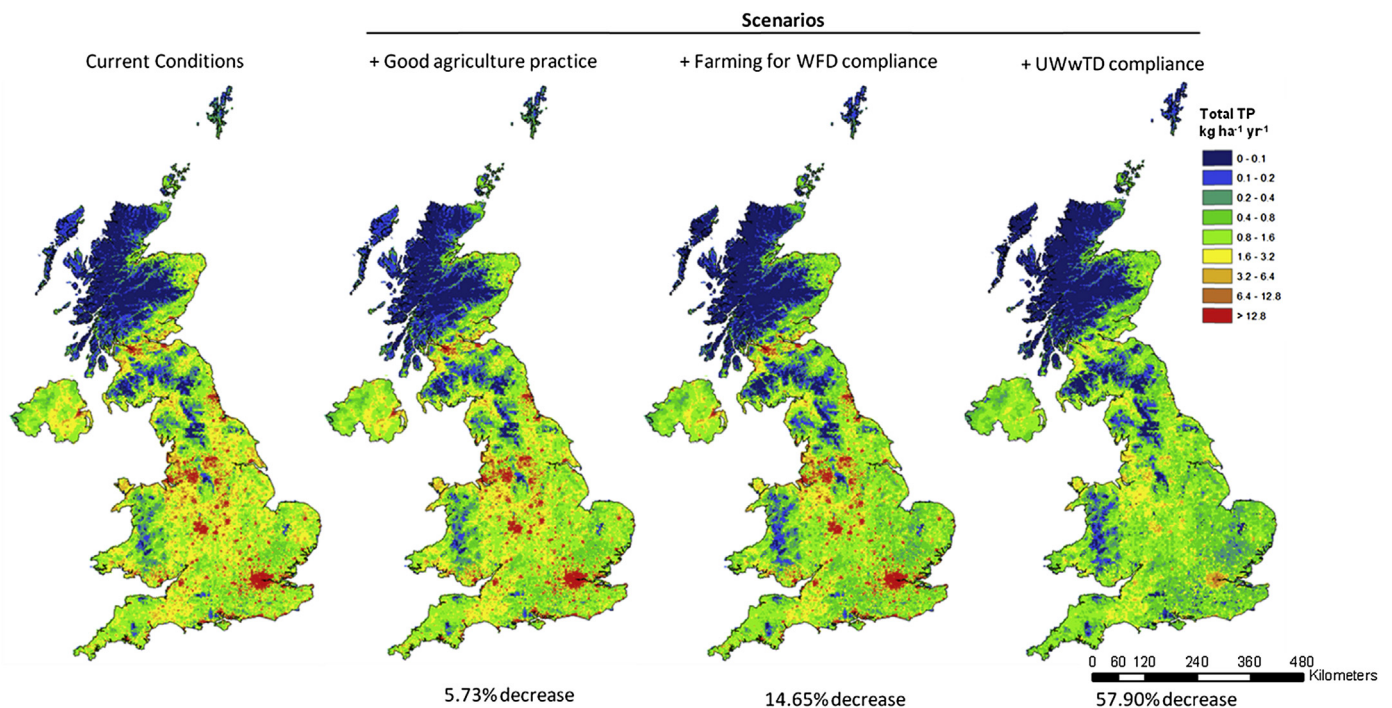 Scenarios
Current Conditions
+ Good agriculture practice
+ Farming for WFD compliance
+ UWwTD compliance
Total TP
kg ha⁻¹ yr⁻¹
0 - 0.1
0.1 - 0.2
0.2 - 0.4
0.4 - 0.8
0.8 - 1.6
1.6 - 3.2
3.2 - 6.4
6.4 - 12.8
> 12.8
0 60 120 240 360 480
Kilometers
5.73% decrease
14.65% decrease
57.90% decrease